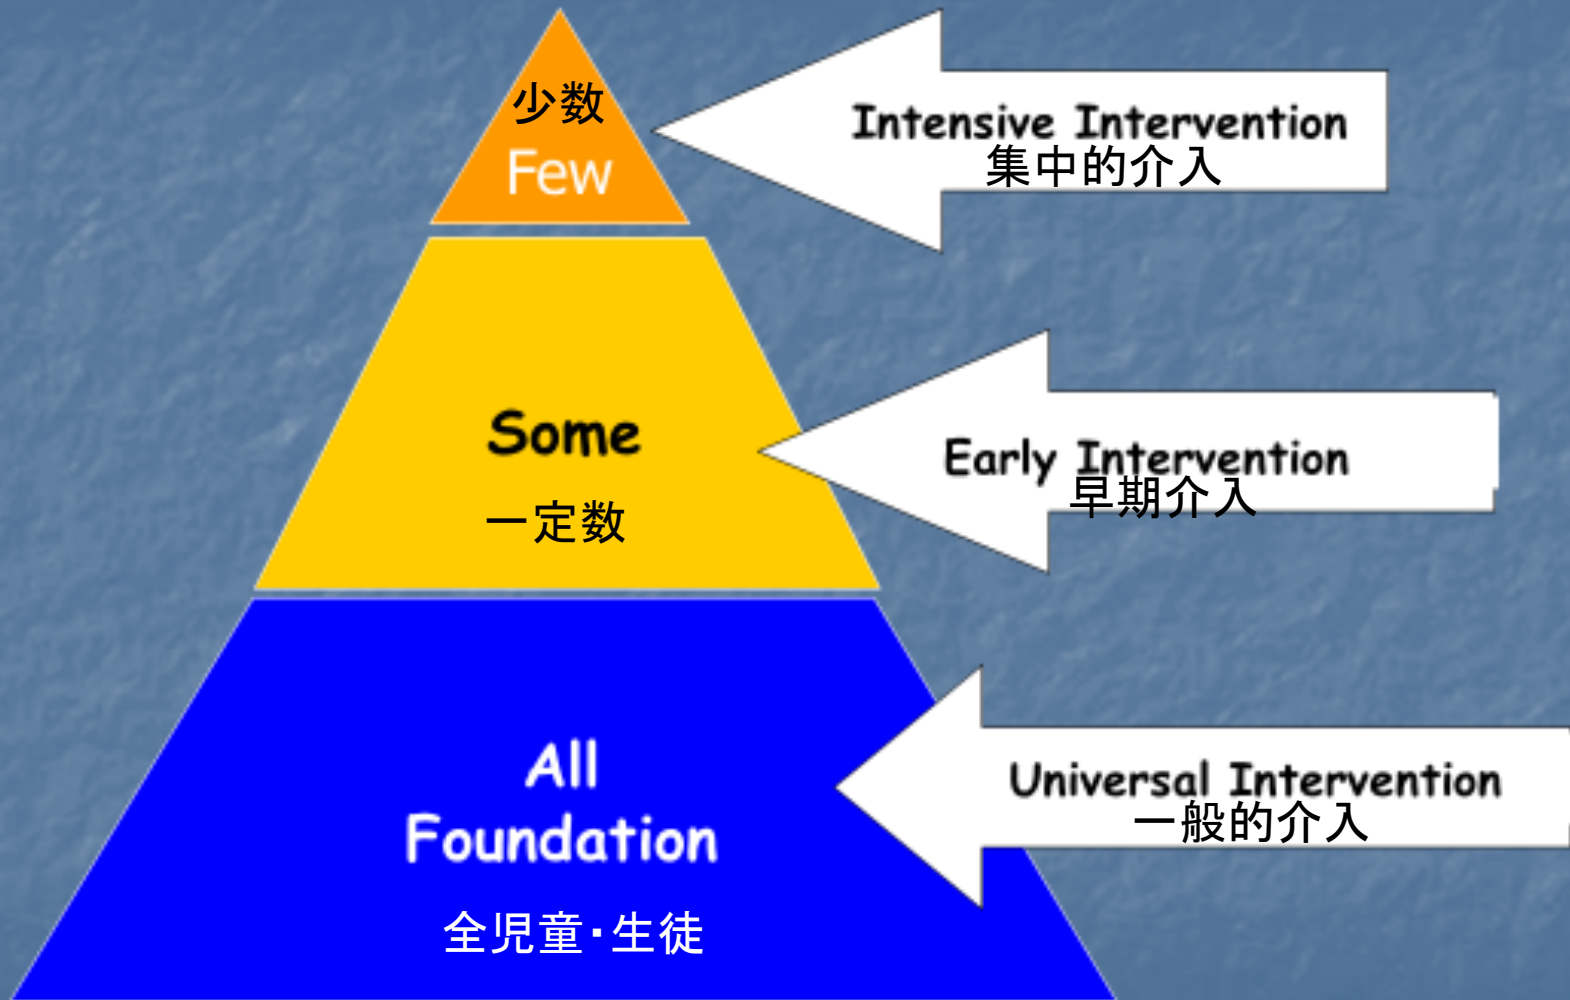 少数
Few
Intensive Intervention
集中的介入
Some
一定数
Early Intervention
早期介入
All
Foundation
全児童・生徒
Universal Intervention
一般的介入